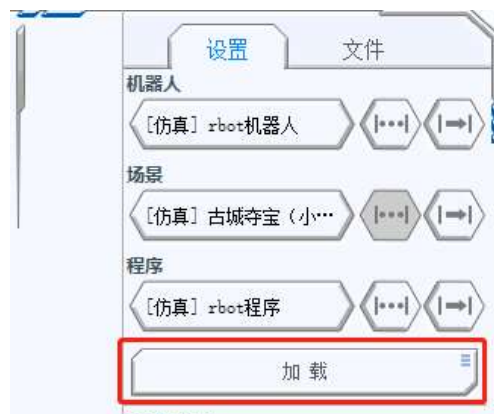 设置 文件
机器人
[仿真] rbot机器人
场景
[仿真] 古城夺宝（小…
程序
[仿真] rbot程序
加 载